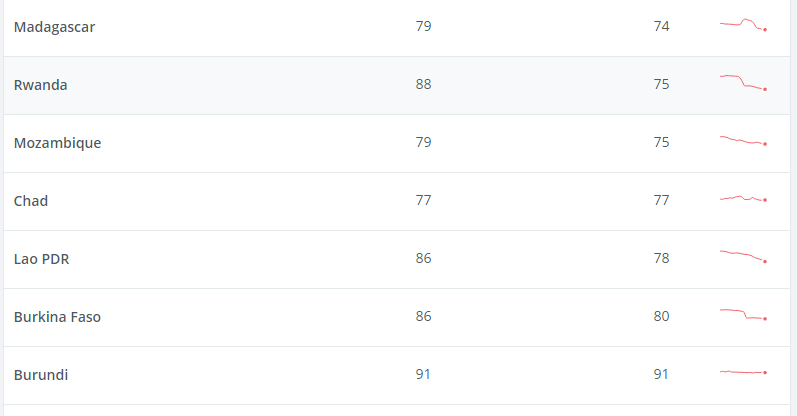 Madagascar 79 74
Rwanda 88 75
Mozambique 79 75
Chad 77 77
Lao PDR 86 78
Burkina Faso 86 80
Burundi 91 91